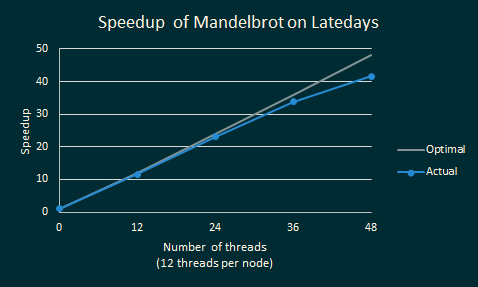 Speedup of Mandelbrot on Latedays
50
40
30
20
10
0
Speedup
0 12 24 36 48
Number of threads
(12 threads per node)
Optimal
Actual